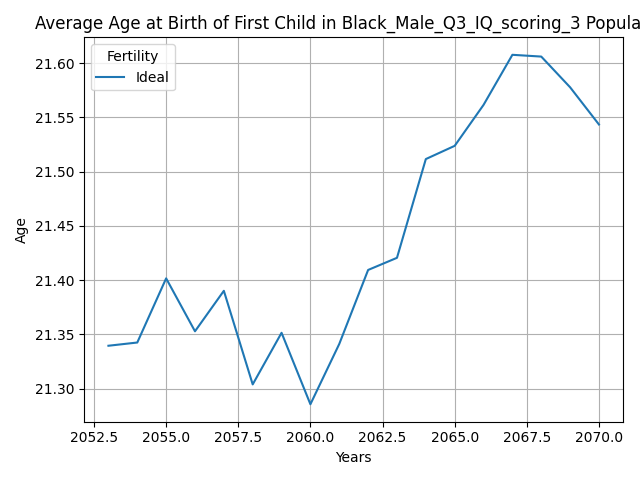 Average Age at Birth of First Child in Black_Male_Q3_IQ_scoring_3 Popula
Fertility
Ideal
21.60
21.55
21.50
21.45
21.40
21.35
21.30
Age
2052.5 2055.0 2057.5 2060.0 2062.5 2065.0 2067.5 2070.0
Years